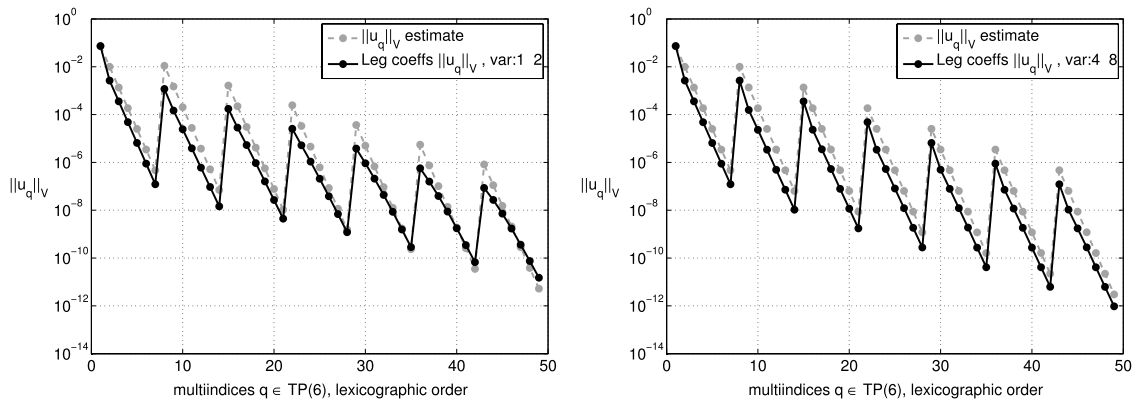 10^0
10^-2
10^-4
10^-6
10^-8
10^-10
10^-12
10^-14
||u_q||_V
0 10 20 30 40 50
multiindices q ∈ TP(6), lexicographic order
||u_q||_V estimate
Leg coeffs ||u_q||_V , var:1 2
10^0
10^-2
10^-4
10^-6
10^-8
10^-10
10^-12
10^-14
||u_q||_V
0 10 20 30 40 50
multiindices q ∈ TP(6), lexicographic order
||u_q||_V estimate
Leg coeffs ||u_q||_V , var:4 8